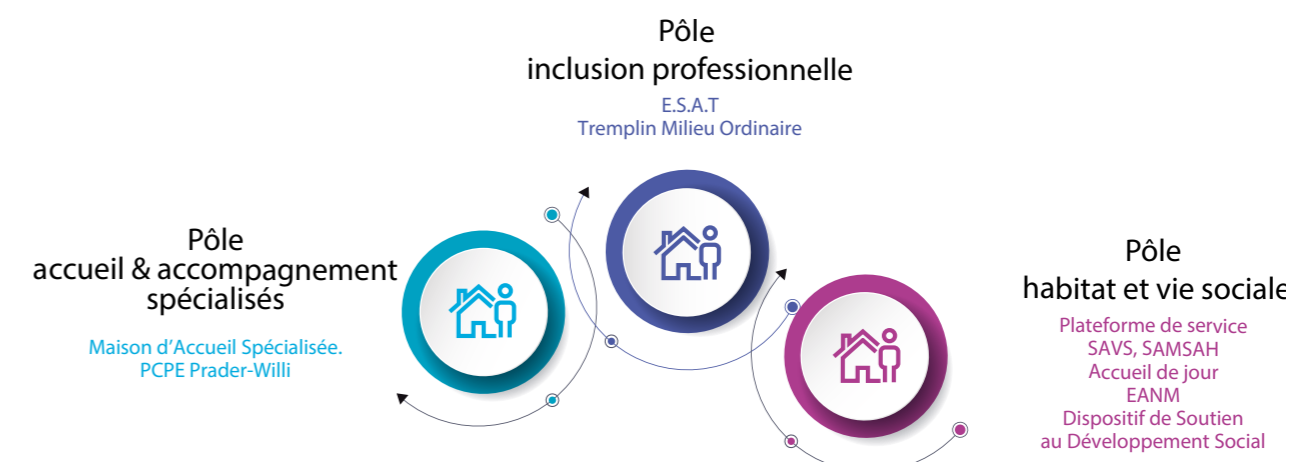 Pôle
inclusion professionnelle
E.S.A.T
Tremplin Milieu Ordinaire
Pôle
accueil & accompagnement
spécialisés
Maison d'Accueil Spécialisée.
PCPE Prader-Willi
Pôle
habitat et vie sociale
Plateforme de service
SAVS, SAMSAH
Accueil de jour
EANM
Dispositif de Soutien
au Développement Social